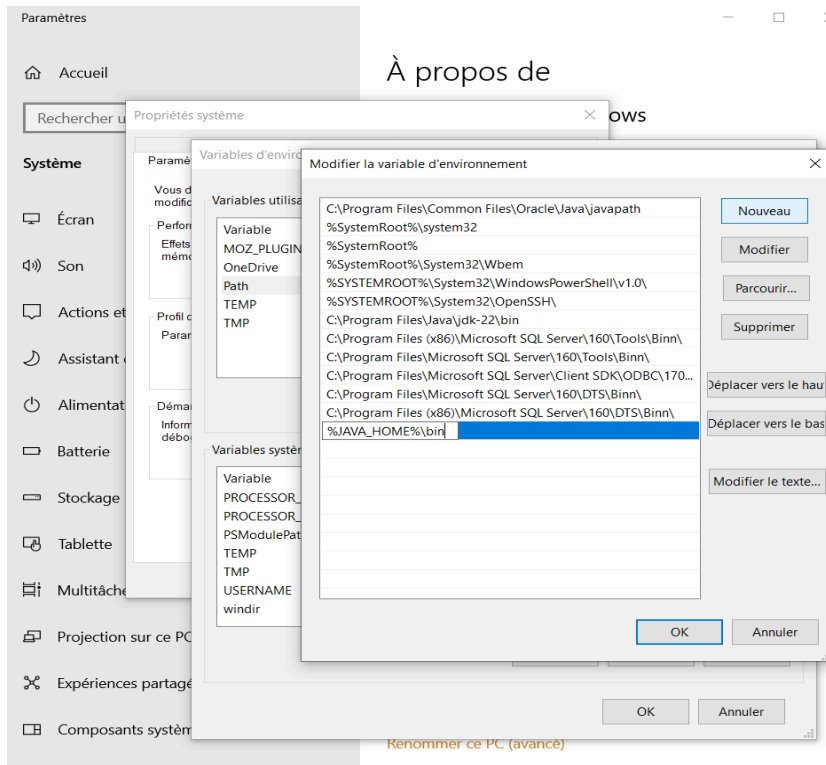 Paramètres
Accueil
Rechercher u
Système
Écran
Son
Actions et
Assistant
Alimentat
Batterie
Stockage
Tablette
Multitâche
Projection sur ce PC
Expériences partagé
Composants systèm
À propos de
ows
Renommer ce PC (avancé)
Propriétés système
Paramè
Vous d
modific
Perfor
Effets
mémo
Profil d
Parar
Démar
Inform
débo
Variables d'enviro
Variables utilisa
Variable
MOZ_PLUGIN
OneDrive
Path
TEMP
TMP
Variables systèr
Variable
PROCESSOR_
PROCESSOR_
PSModulePat
TEMP
TMP
USERNAME
windir
OK
Annuler
Modifier la variable d'environnement
C:\Program Files\Common Files\Oracle\Java\javapath
%SystemRoot%\system32
%SystemRoot%
%SystemRoot%\System32\Wbem
%SYSTEMROOT%\System32\WindowsPowerShell\v1.0\
%SYSTEMROOT%\System32\OpenSSH\
C:\Program Files\Java\jdk-22\bin
C:\Program Files (x86)\Microsoft SQL Server\160\Tools\Binn\
C:\Program Files\Microsoft SQL Server\160\Tools\Binn\
C:\Program Files\Microsoft SQL Server\Client SDK\ODBC\170...
C:\Program Files\Microsoft SQL Server\160\DTS\Binn\
C:\Program Files (x86)\Microsoft SQL Server\160\DTS\Binn\
%JAVA_HOME%\bin
Nouveau
Modifier
Parcourir...
Supprimer
Déplacer vers le hau
Déplacer vers le bas
Modifier le texte...
OK
Annuler